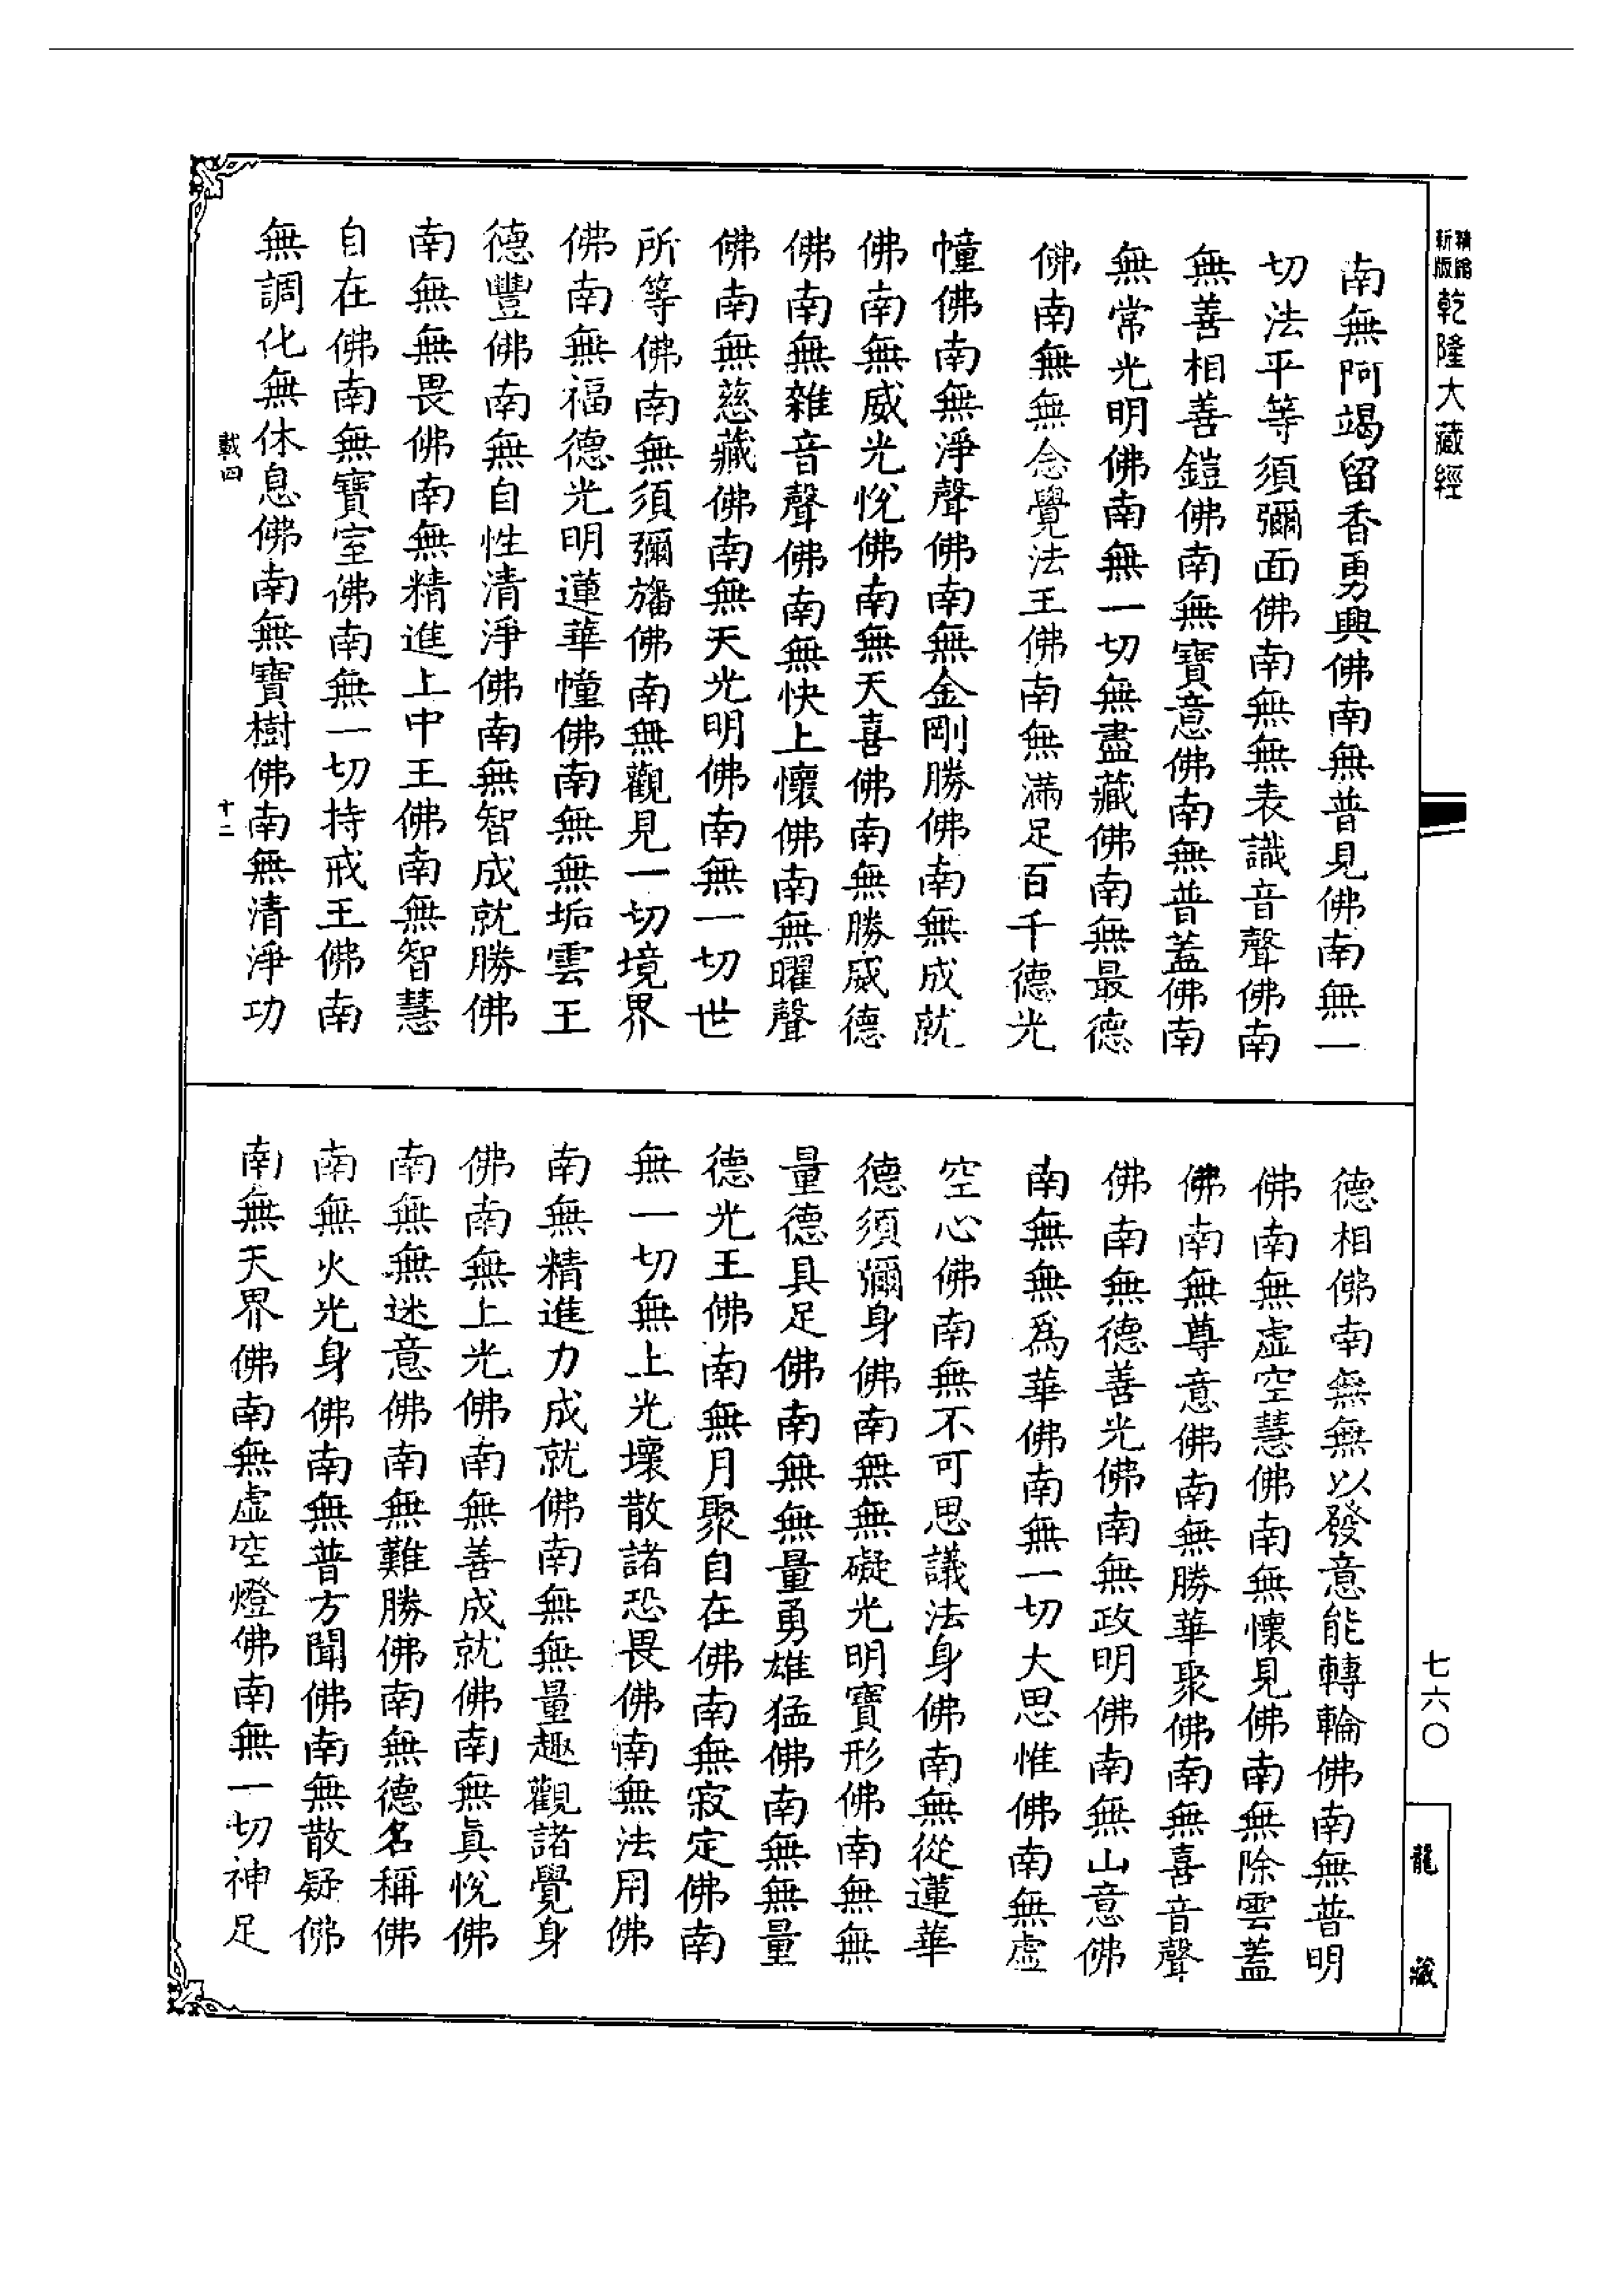 精縮
新版
乾隆大藏經
南無阿竭留香勇興佛南無普見佛南無一
切法平等須彌面佛南無無表識音聲佛南
無善相善鎧佛南無寶意佛南無普蓋佛南
無常光明佛南無一切無盡藏佛南無最德
佛南無無念覺法王佛南無滿足百千德光
幢佛南無淨聲佛南無金剛勝佛南無成就
佛南無威光悅佛南無天喜佛南無勝威德
佛南無雜音聲佛南無快上懷佛南無曜聲
佛南無慈藏佛南無天光明佛南無一切世
所等佛南無須彌旛佛南無觀見一切境界
佛南無福德光明蓮華幢佛南無無垢雲王
德豐佛南無自性清淨佛南無智成就勝佛
南無無畏佛南無精進上中王佛南無智慧
自在佛南無寶室佛南無一切持戒王佛南
無調化無休息佛南無寶樹佛南無清淨功
載四
十二
德相佛南無無以發意能轉輪佛南無普明
佛南無虛空慧佛南無懷見佛南無除雲蓋
佛南無尊意佛南無勝華聚佛南無喜音聲
佛南無德善光佛南無政明佛南無山意佛
南無無為華佛南無一切大思惟佛南無虛
空心佛南無不可思議法身佛南無從蓮華
德須彌身佛南無無礙光明寶形佛南無無
量德具足佛南無無量勇雄猛佛南無無量
德光王佛南無月聚自在佛南無寂定佛南
無一切無上光壞散諸恐畏佛南無法用佛
南無精進力成就佛南無無量趣觀諸覺身
佛南無上光佛南無善成就佛南無眞悅佛
南無無迷意佛南無難勝佛南無德名稱佛
南無火光身佛南無普方聞佛南無散疑佛
南無天界佛南無虛空燈佛南無一切神足
七六〇
龍藏